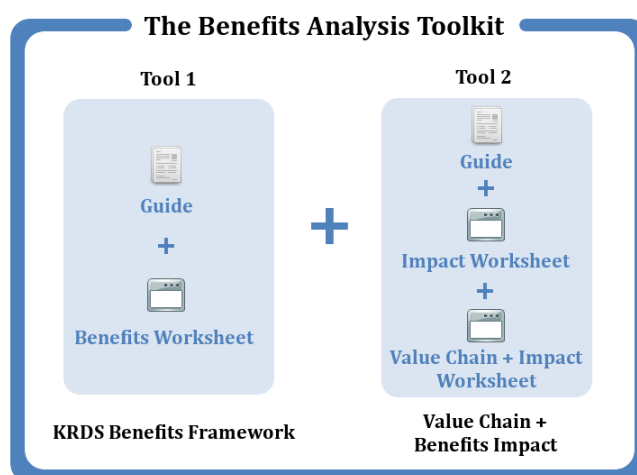 The Benefits Analysis Toolkit
Tool 1
Guide
+
Benefits Worksheet
KRDS Benefits Framework
+
Tool 2
Guide
+
Impact Worksheet
+
Value Chain + Impact
Worksheet
Value Chain +
Benefits Impact